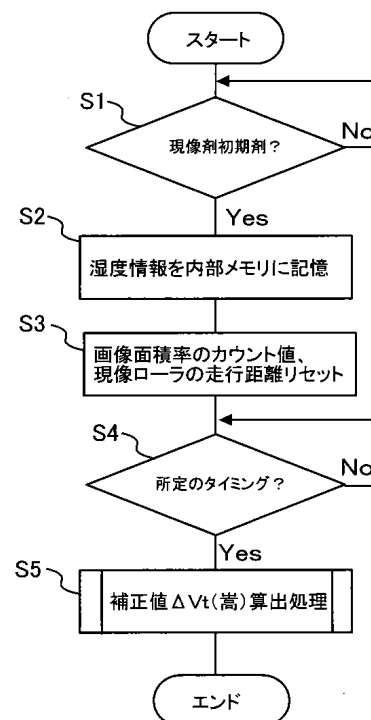 スタート
S1
現像剤初期剤？
No
Yes
S2
湿度情報を内部メモリに記憶
S3
画像面積率のカウント値、
現像ローラの走行距離リセット
S4
所定のタイミング？
No
Yes
S5
補正値ΔVt(嵩)算出処理
エンド